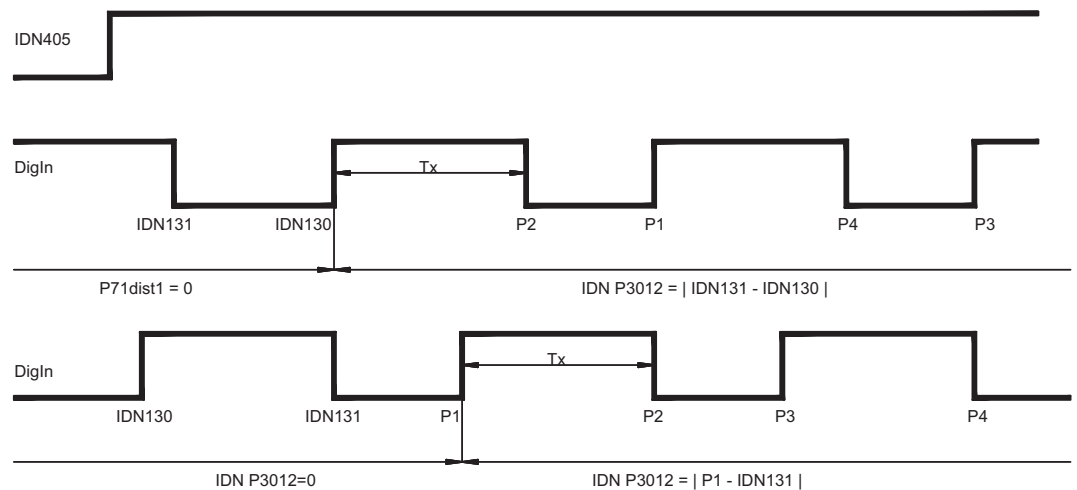 IDN405
DigIn
Tx
IDN131 IDN130 P2 P1 P4 P3
P71dist1 = 0 IDN P3012 = | IDN131 - IDN130 |
DigIn
Tx
IDN130 IDN131 P1 P2 P3 P4
IDN P3012=0 IDN P3012 = | P1 - IDN131 |